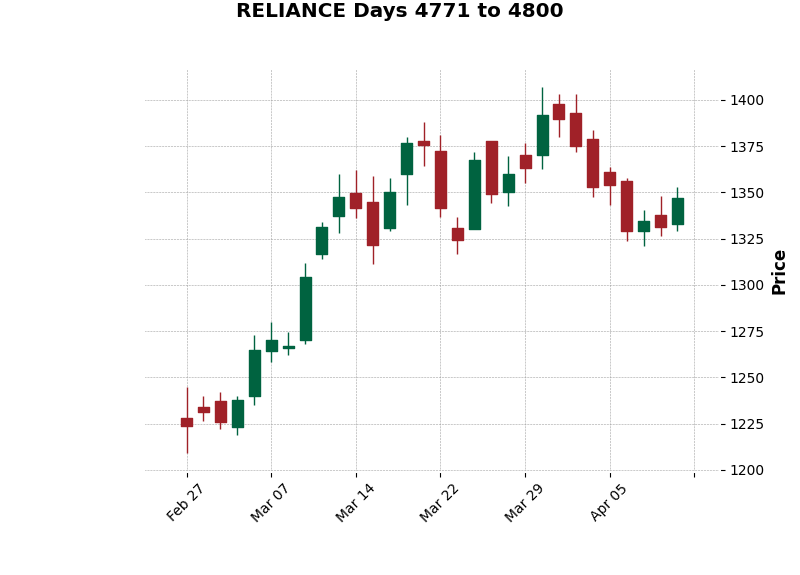 RELIANCE Days 4771 to 4800
1400
1375
1350
1325
1300
1275
1250
1225
1200
Price
Feb 27
Mar 07
Mar 14
Mar 22
Mar 29
Apr 05